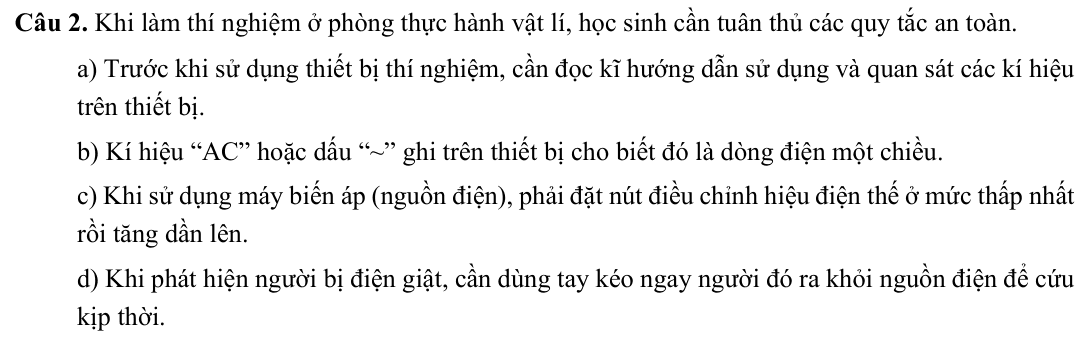 Câu 2. Khi làm thí nghiệm ở phòng thực hành vật lí, học sinh cần tuân thủ các quy tắc an toàn.
a) Trước khi sử dụng thiết bị thí nghiệm, cần đọc kĩ hướng dẫn sử dụng và quan sát các kí hiệu
trên thiết bị.
b) Kí hiệu “AC” hoặc dấu “~” ghi trên thiết bị cho biết đó là dòng điện một chiều.
c) Khi sử dụng máy biến áp (nguồn điện), phải đặt nút điều chỉnh hiệu điện thế ở mức thấp nhất
rồi tăng dần lên.
d) Khi phát hiện người bị điện giật, cần dùng tay kéo ngay người đó ra khỏi nguồn điện để cứu
kịp thời.